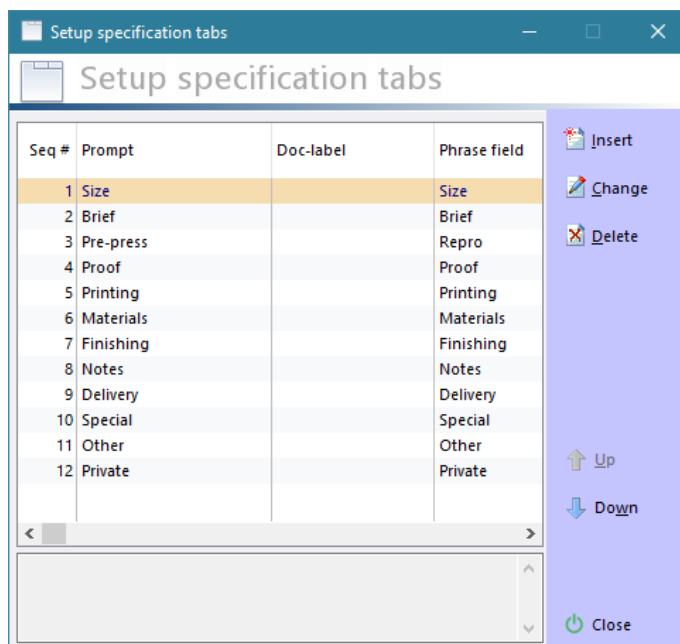 Setup specification tabs
Setup specification tabs
Seq # Prompt Doc-label Phrase field
1 Size Size
2 Brief Brief
3 Pre-press Repro
4 Proof Proof
5 Printing Printing
6 Materials Materials
7 Finishing Finishing
8 Notes Notes
9 Delivery Delivery
10 Special Special
11 Other Other
12 Private Private
Insert
Change
Delete
Up
Down
Close